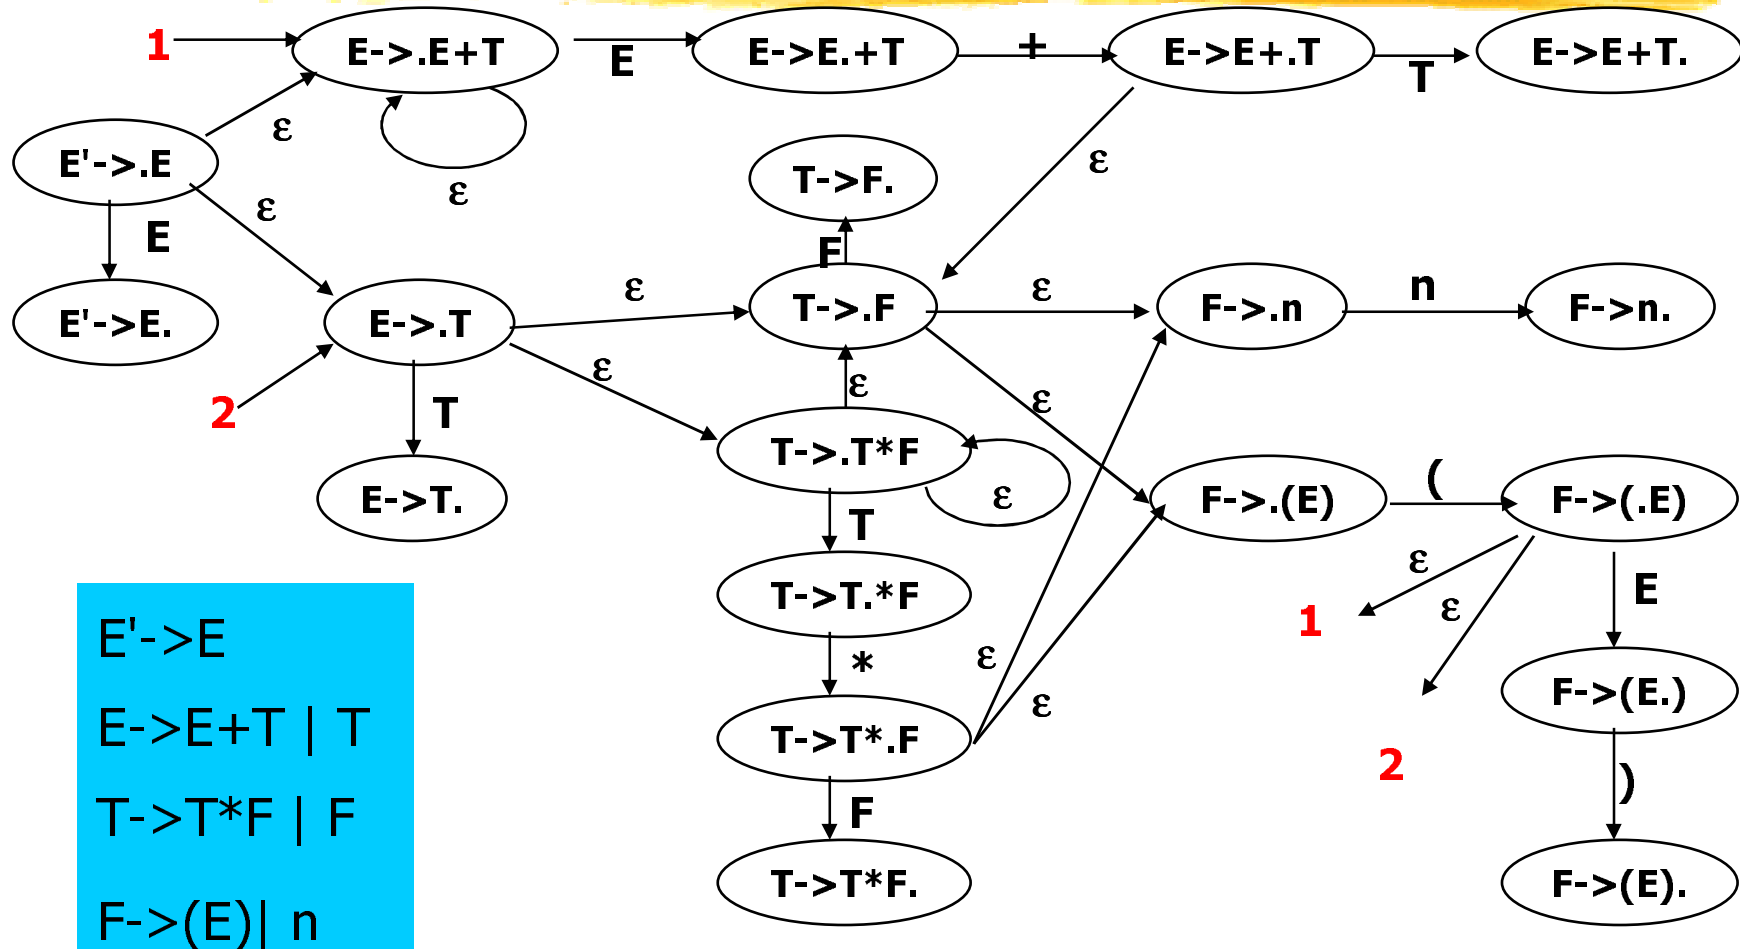 1 E->.E+T E E->E.+T + E->E+.T T E->E+T.
ε ε
E'->.E T->F. ε
ε
E ε F
E'->E. E->.T ε T->.F ε F->.n n F->n.
2 T ε ε ε
T->.T*F ε
E->T. T F->.(E) ( F->(.E)
T->T.*F ε ε E
1
* ε ε
T->T*.F F->(E.)
2
F )
T->T*F. F->(E).
E'->E
E->E+T | T
T->T*F | F
F->(E)| n